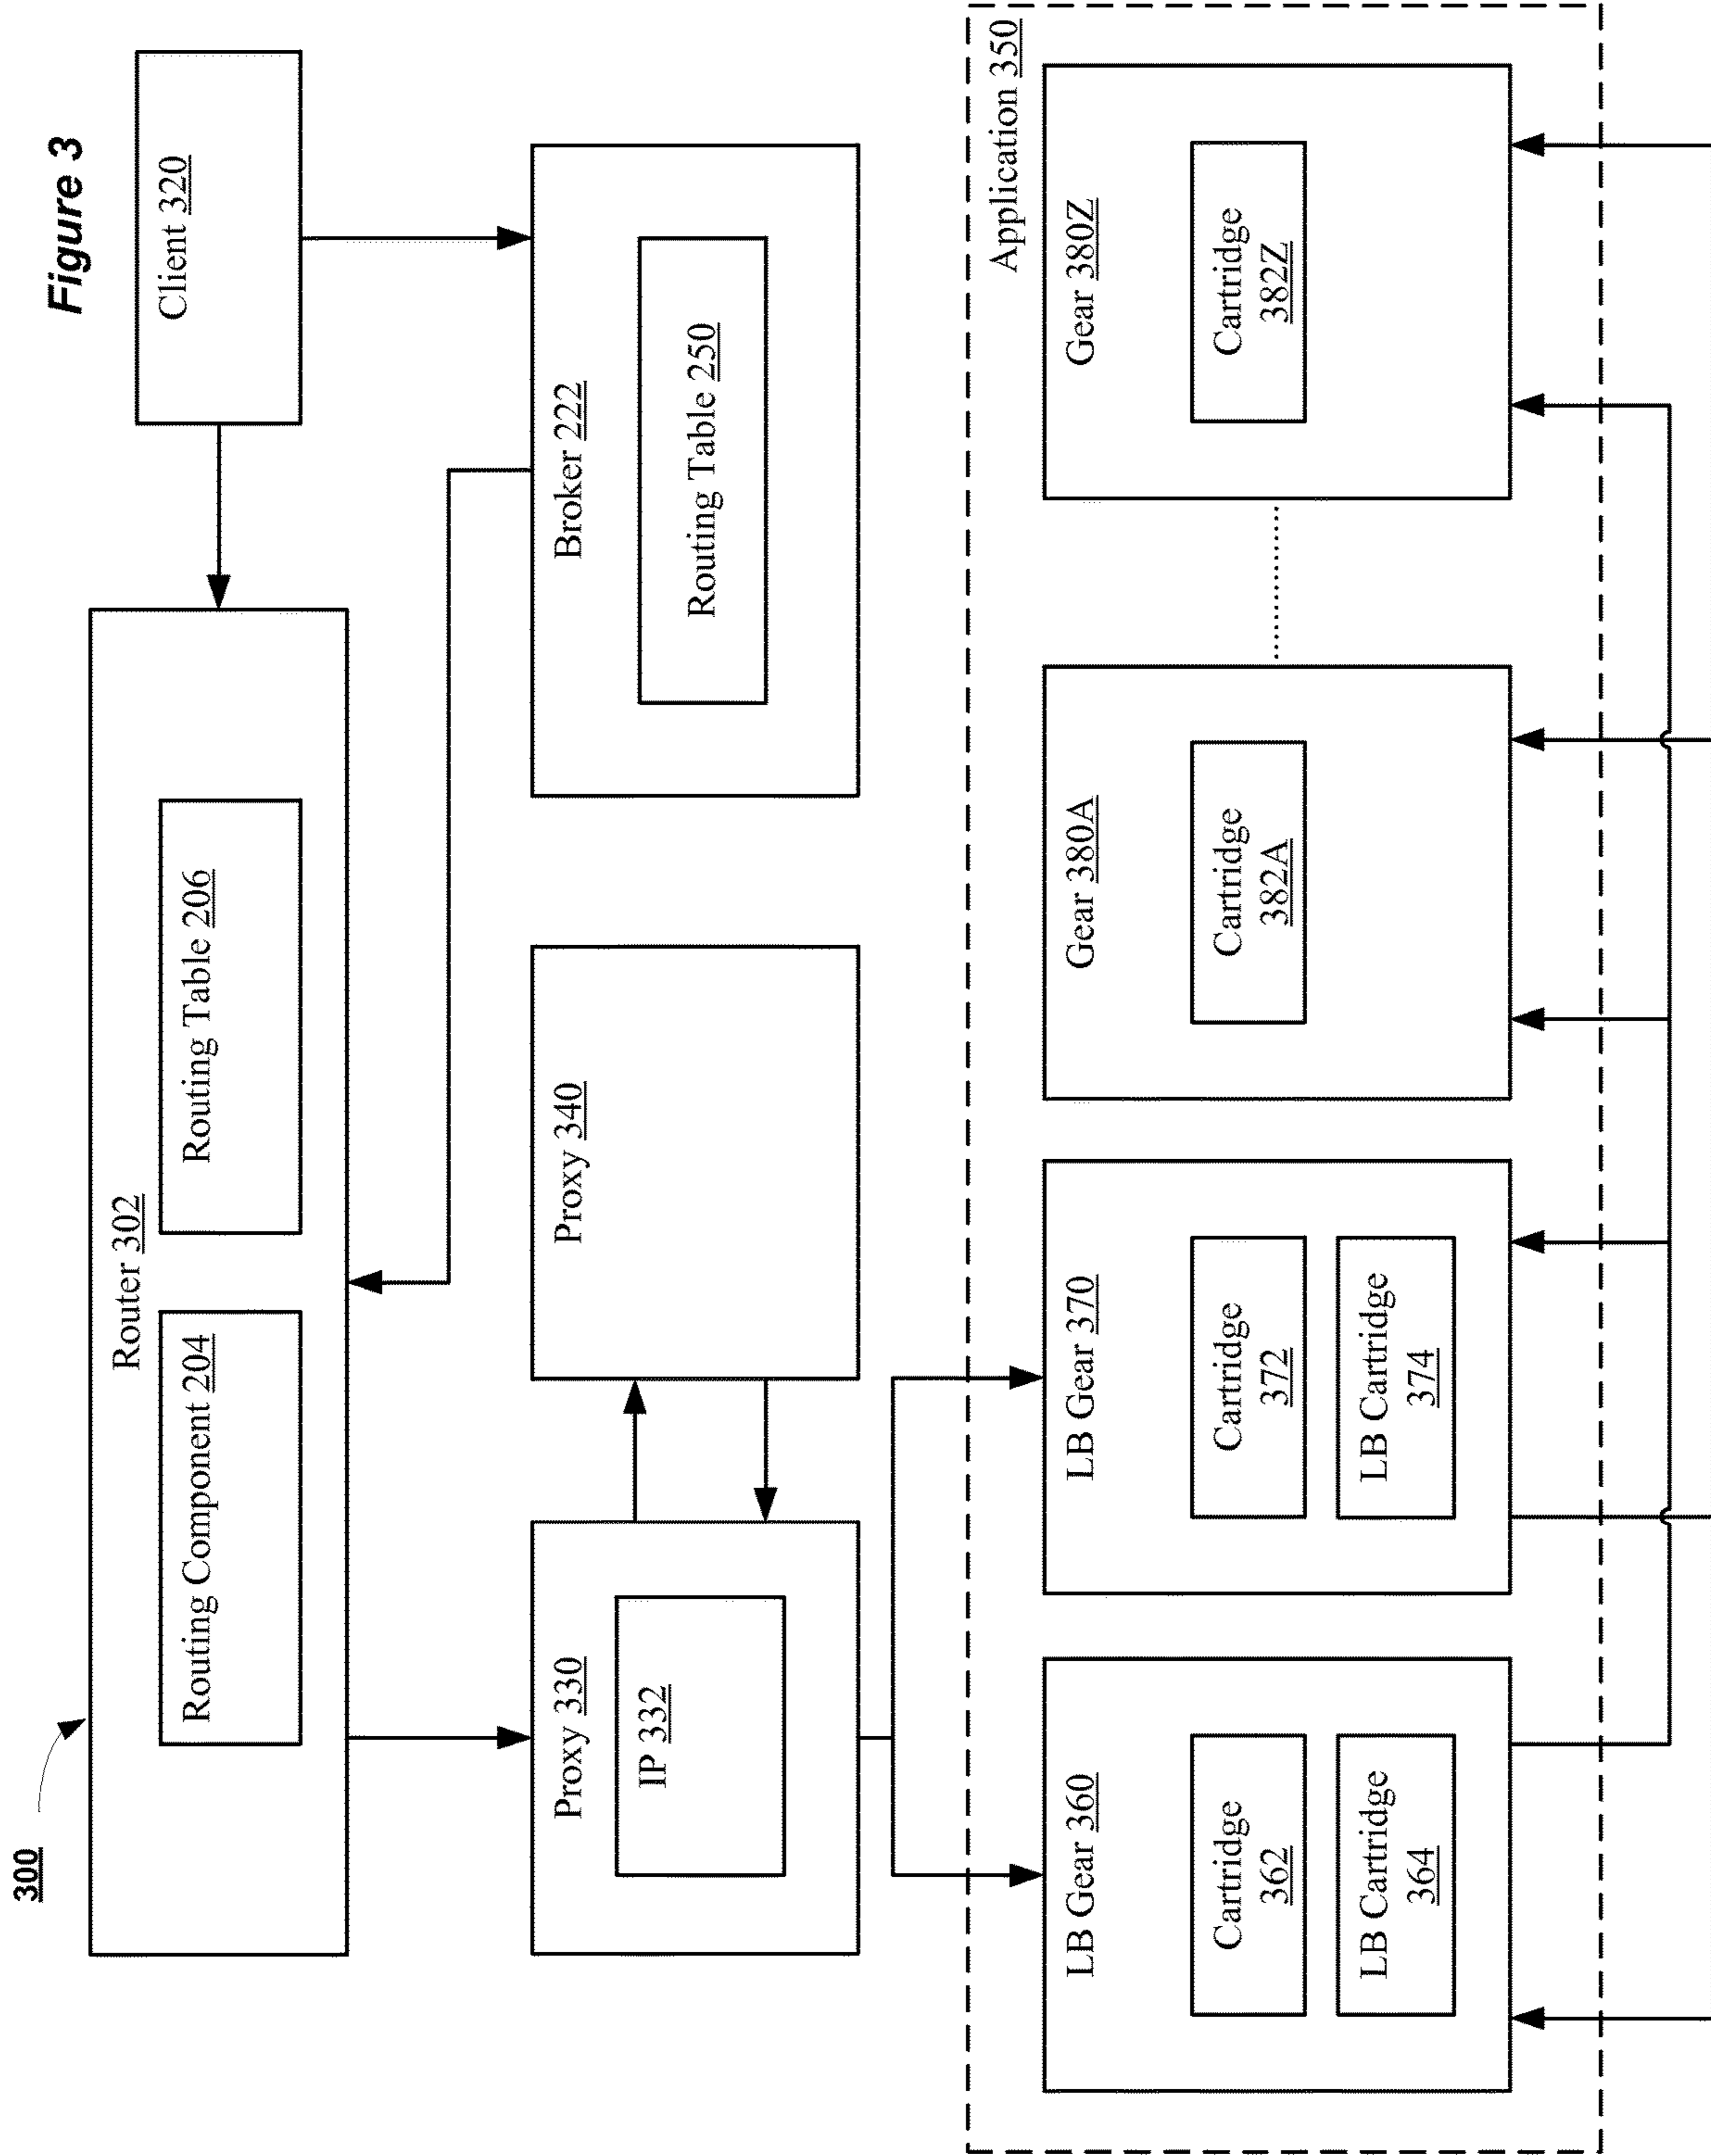 300
Figure 3
Router 302
Routing Component 204
Routing Table 206
Client 320
Proxy 330
IP 332
Proxy 340
Broker 222
Routing Table 250
Application 350
LB Gear 360
Cartridge
362
LB Cartridge
364
LB Gear 370
Cartridge
372
LB Cartridge
374
Gear 380A
Cartridge
382A
Gear 380Z
Cartridge
382Z